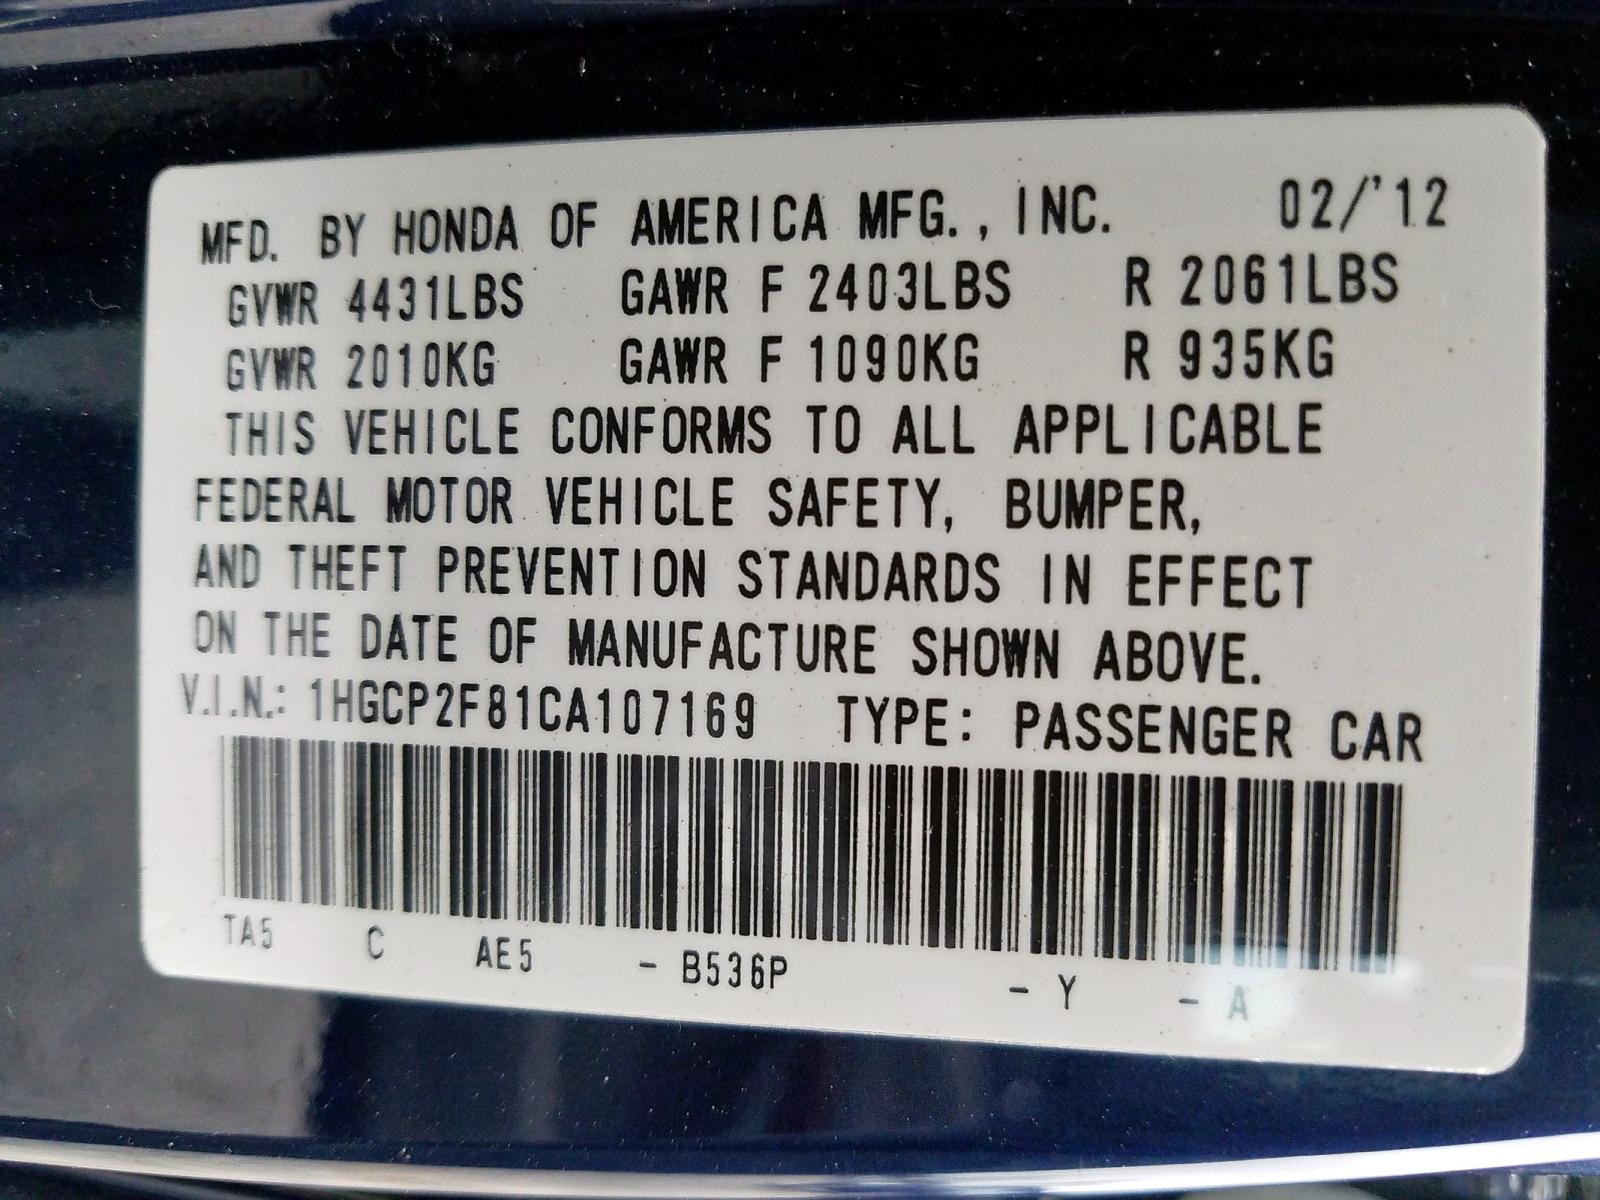 MFD. BY HONDA OF AMERICA MFG., INC. 02/'12
GVWR 4431LBS GAWR F 2403LBS R 2061LBS
GVWR 2010KG GAWR F 1090KG R 935KG
THIS VEHICLE CONFORMS TO ALL APPLICABLE
FEDERAL MOTOR VEHICLE SAFETY, BUMPER,
AND THEFT PREVENTION STANDARDS IN EFFECT
ON THE DATE OF MANUFACTURE SHOWN ABOVE.
V.I.N.: 1HGCP2F81CA107169 TYPE: PASSENGER CAR
TA5 C AE5 - B536P - Y - A